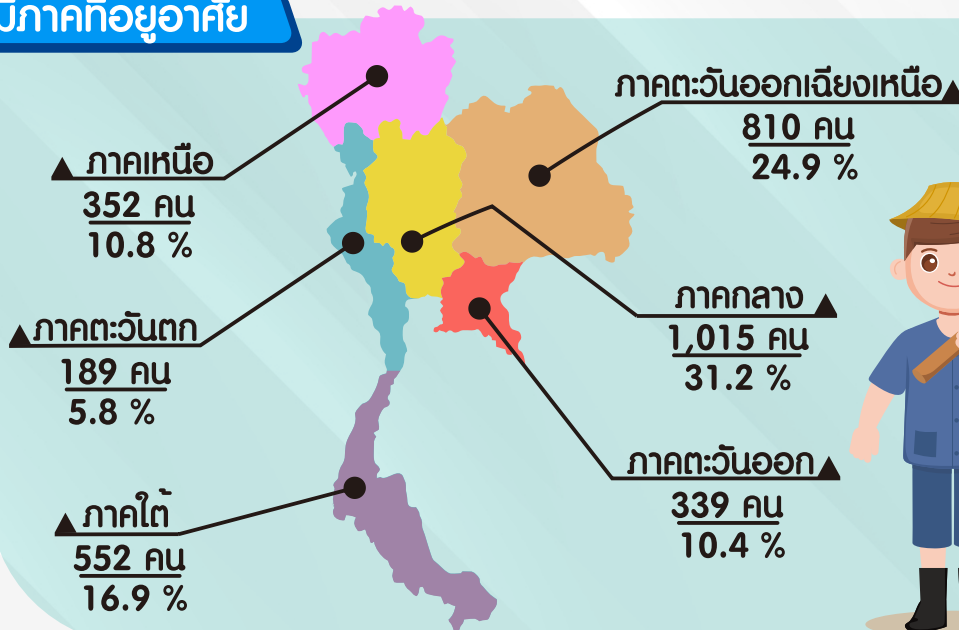 มีภาคที่อยู่อาศัย
ภาคเหนือ
352 คน
10.8 %
ภาคตะวันตก
189 คน
5.8 %
ภาคใต้
552 คน
16.9 %
ภาคตะวันออกเฉียงเหนือ
810 คน
24.9 %
ภาคกลาง
1,015 คน
31.2 %
ภาคตะวันออก
339 คน
10.4 %